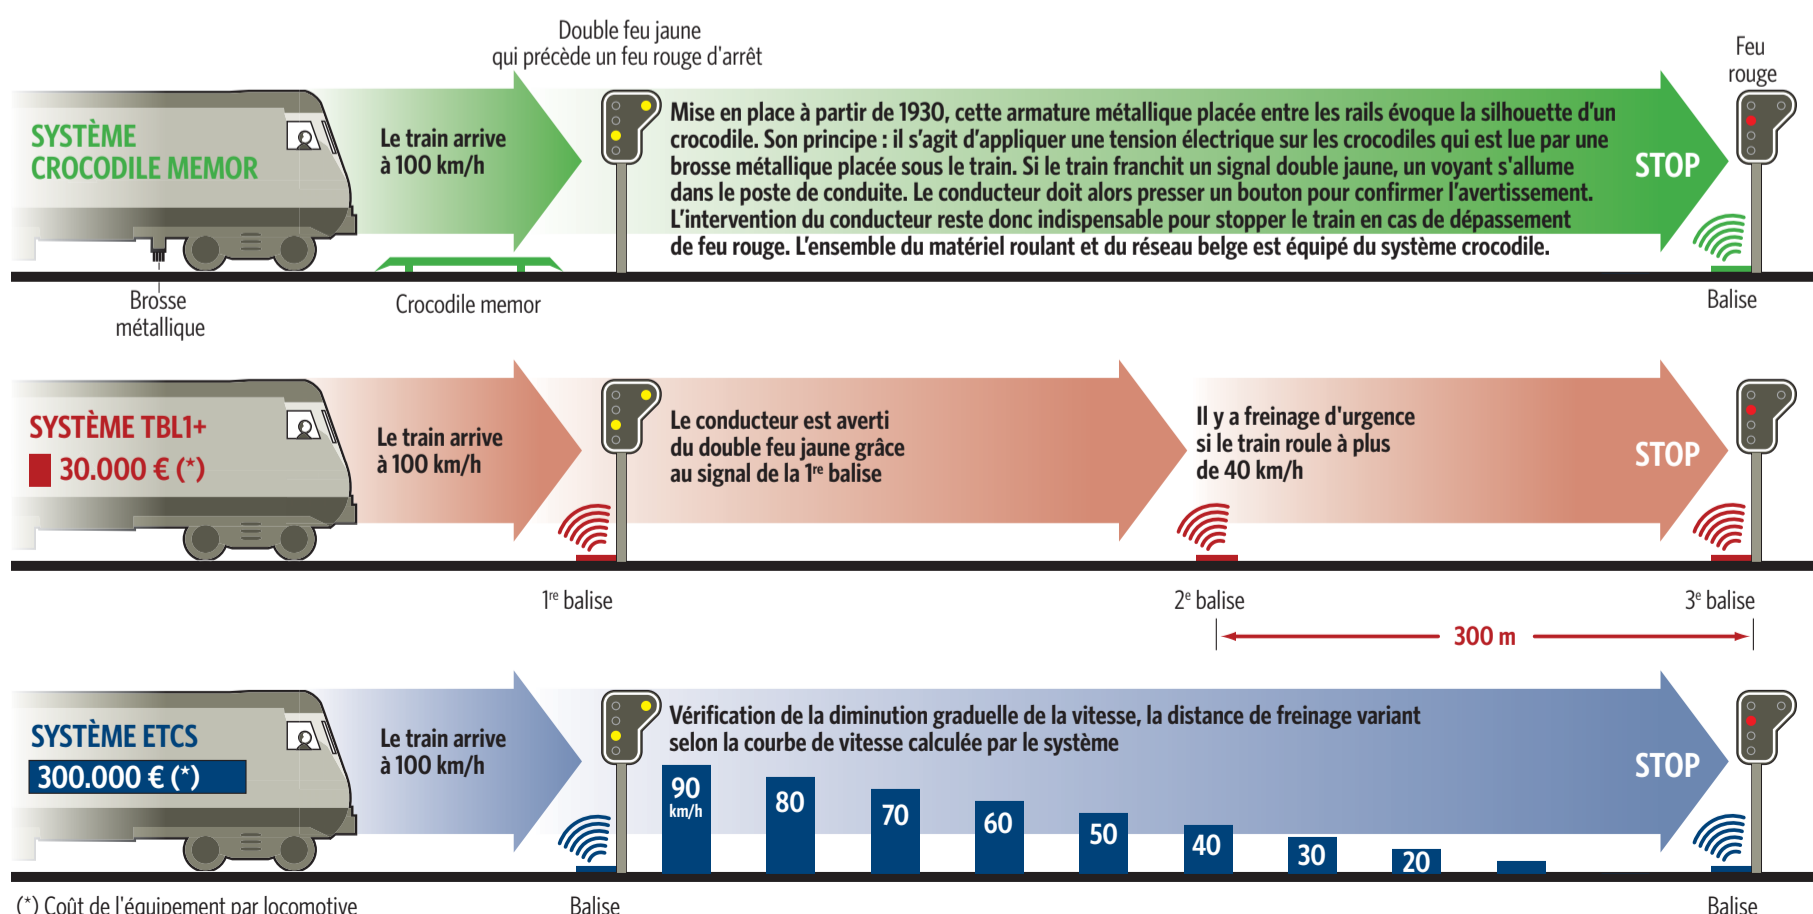 Double feu jaune
qui précède un feu rouge d'arrêt
Feu
rouge
SYSTÈME
CROCODILE MEMOR
Le train arrive
à 100 km/h
Mise en place à partir de 1930, cette armature métallique placée entre les rails évoque la silhouette d'un
crocodile. Son principe : il s'agit d'appliquer une tension électrique sur les crocodiles qui est lue par une
brosse métallique placée sous le train. Si le train franchit un signal double jaune, un voyant s'allume
dans le poste de conduite. Le conducteur doit alors presser un bouton pour confirmer l'avertissement.
L'intervention du conducteur reste donc indispensable pour stopper le train en cas de dépassement
de feu rouge. L'ensemble du matériel roulant et du réseau belge est équipé du système crocodile.
STOP
Brosse
métallique
Crocodile memor
Balise
SYSTÈME TBL1+
30.000 € (*)
Le train arrive
à 100 km/h
Le conducteur est averti
du double feu jaune grâce
au signal de la 1re balise
Il y a freinage d'urgence
si le train roule à plus
de 40 km/h
STOP
1re balise
2e balise
3e balise
300 m
SYSTÈME ETCS
300.000 € (*)
Le train arrive
à 100 km/h
Vérification de la diminution graduelle de la vitesse, la distance de freinage variant
selon la courbe de vitesse calculée par le système
STOP
90
km/h
80
70
60
50
40
30
20
(*) Coût de l'équipement par locomotive
Balise
Balise